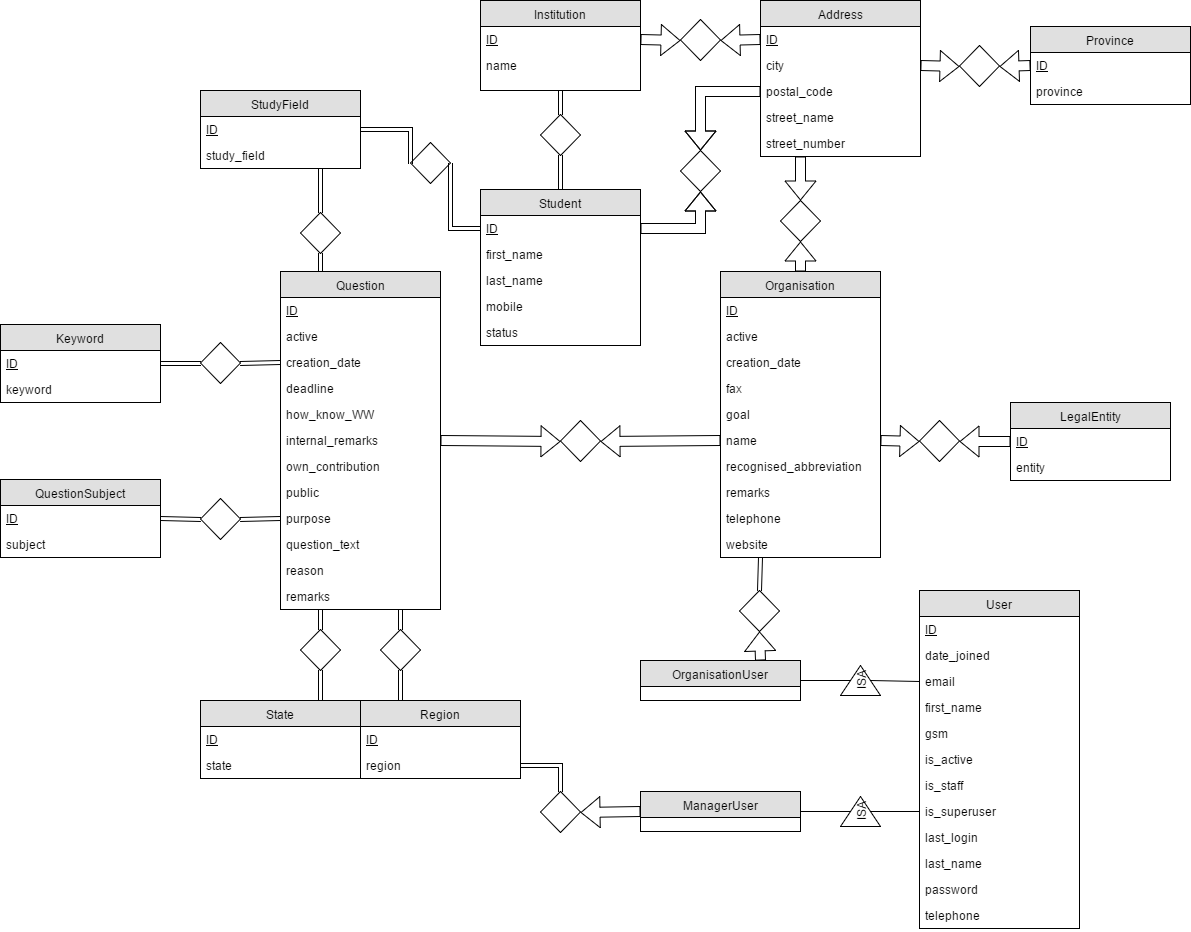 Institution
ID
name
Address
ID
city
postal_code
street_name
street_number
Province
ID
province
StudyField
ID
study_field
Student
ID
first_name
last_name
mobile
status
Question
ID
active
creation_date
deadline
how_know_WW
internal_remarks
own_contribution
public
purpose
question_text
reason
remarks
Organisation
ID
active
creation_date
fax
goal
name
recognised_abbreviation
remarks
telephone
website
Keyword
ID
keyword
LegalEntity
ID
entity
QuestionSubject
ID
subject
User
ID
date_joined
email
first_name
gsm
is_active
is_staff
is_superuser
last_login
last_name
password
telephone
OrganisationUser
ISA
State
ID
state
Region
ID
region
ManagerUser
ISA